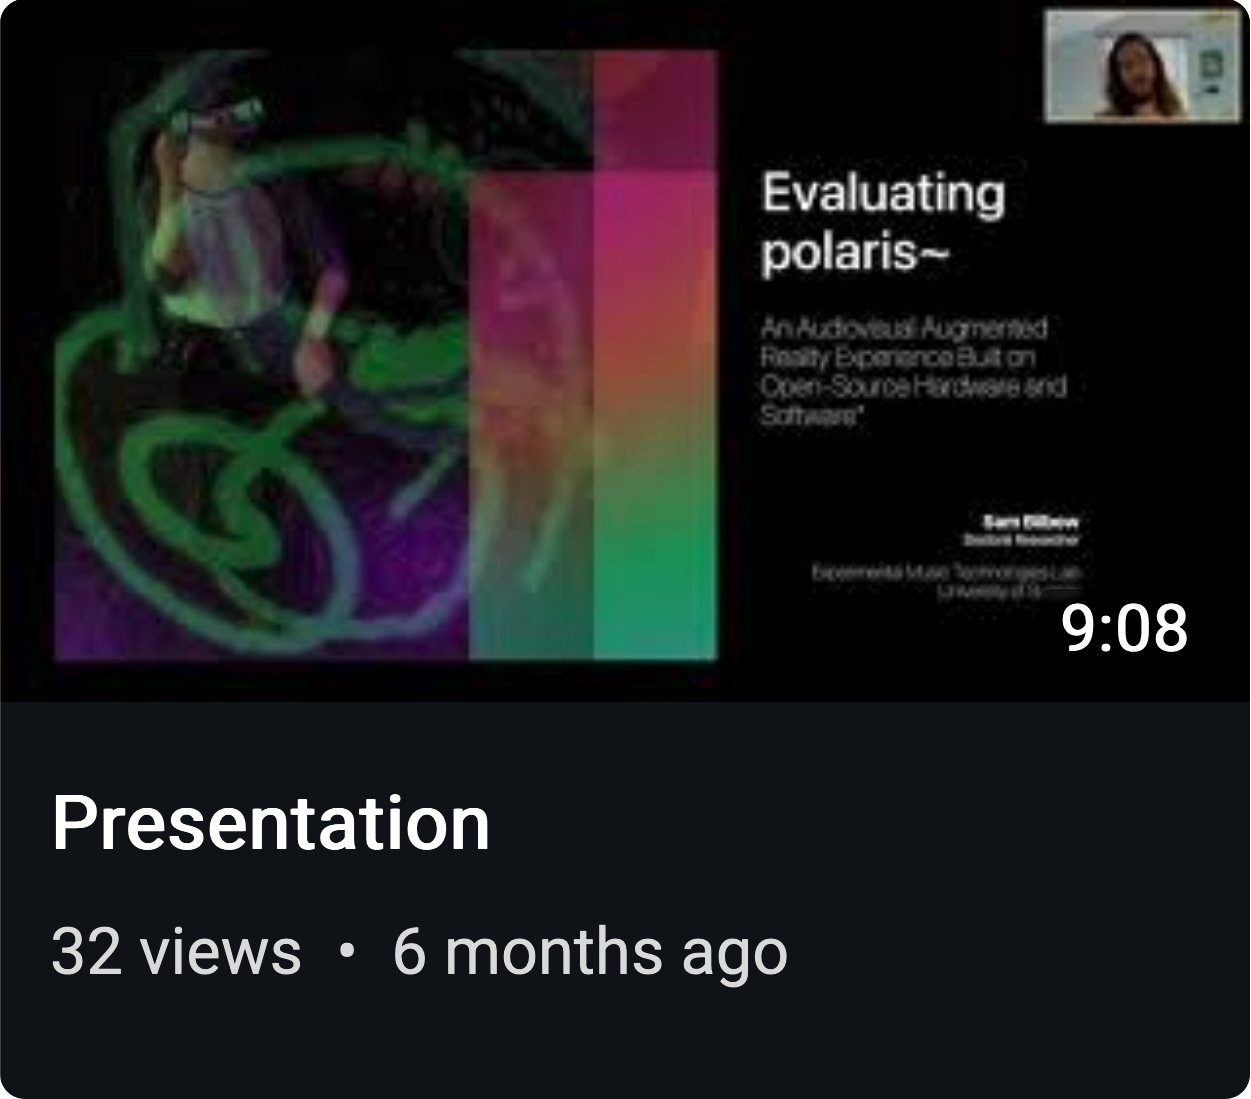 Evaluating
polaris~
An Audiovisual Augmented
Reality Experience Built on
Open-Source Hardware and
Software*
Sam Bilbow
Doctoral Researcher
Experimental Music Technologies Lab
University of
9:08
Presentation
32 views • 6 months ago